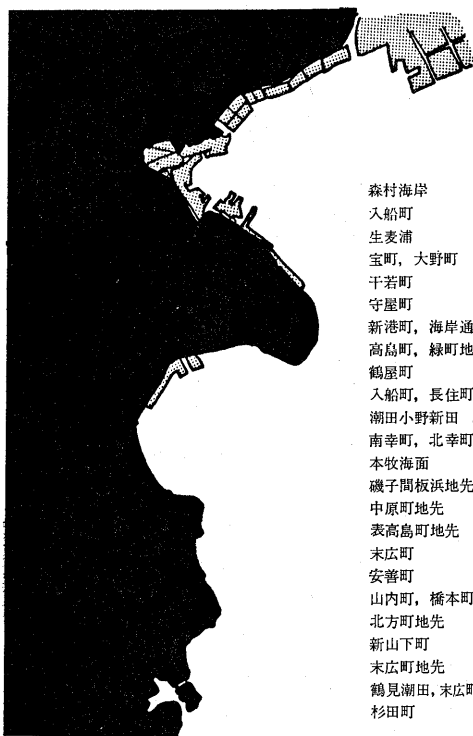 森村海岸
入船町
生麦浦
宝町，大野町
千若町
守屋町
新港町，海岸通
高島町，緑町地
鶴屋町
入船町，長住町
潮田小野新田
南幸町，北幸町
本牧海面
磯子間板浜地先
中原町地先
表高島町地先
末広町
安善町
山内町，橋本町
北方町地先
新山下町
末広町地先
鶴見潮田，末広町
杉田町